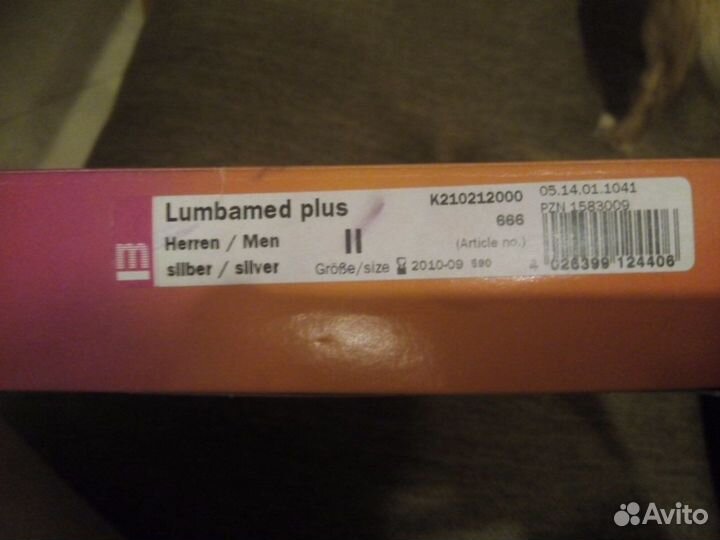 m
Lumbamed plus
Herren / Men
silber / silver
II
Größe/size
2010-09 690
K210212000
666
(Article no.)
05.14.01.1041
PZN 1583009
026399 124406
Avito